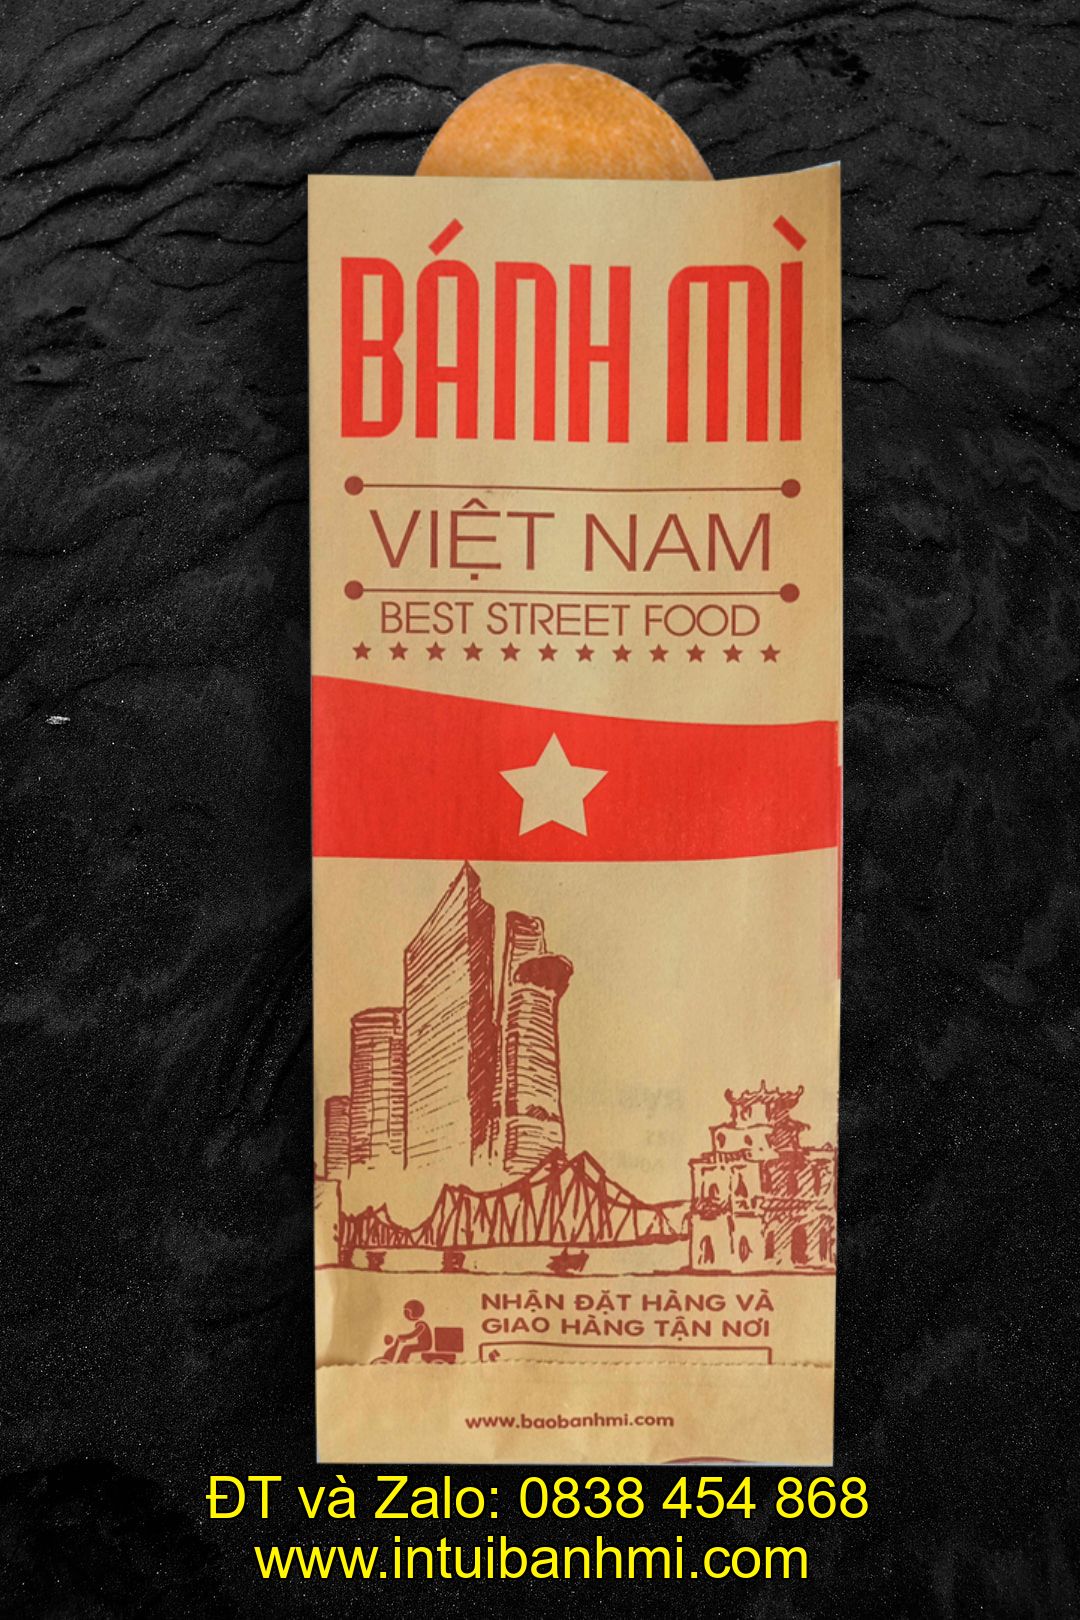 BÁNH MÌ
VIỆT NAM
BEST STREET FOOD
NHẬN ĐẶT HÀNG VÀ
GIAO HÀNG TẬN NƠI
www.baobanhmi.com
ĐT và Zalo: 0838 454 868
www.intuibanhmi.com